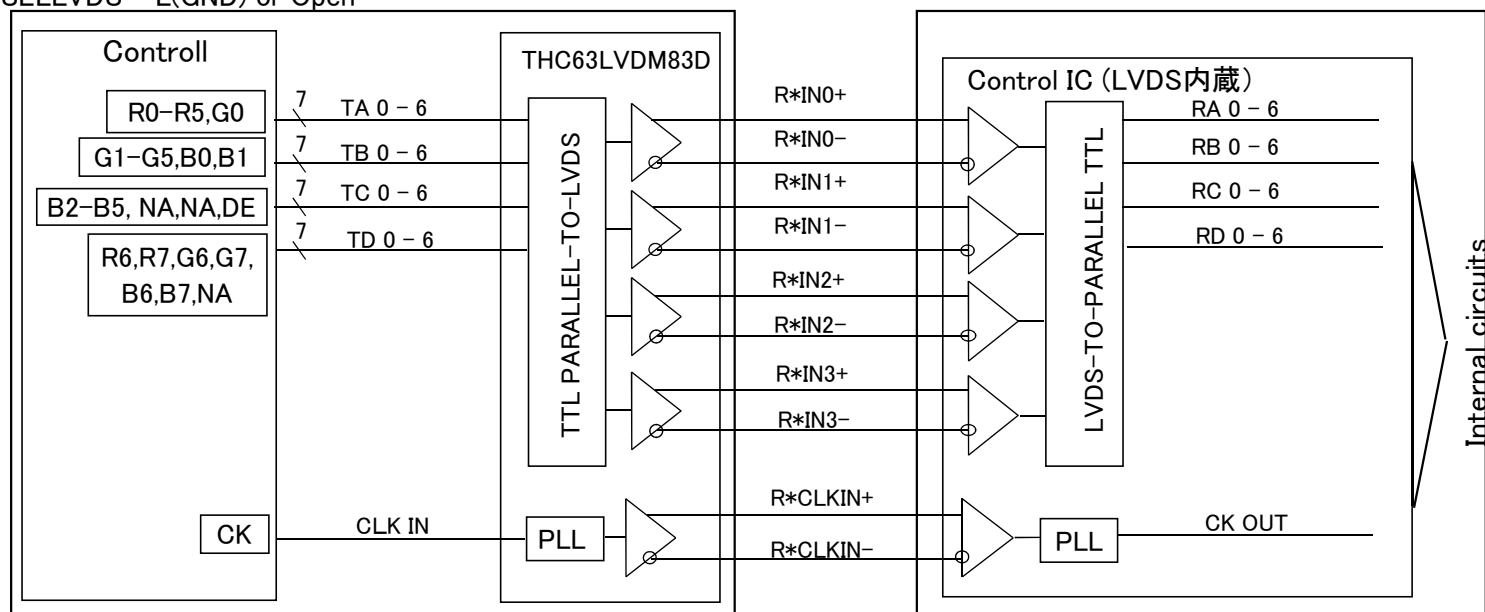 Controll
THC63LVDM83D
Control IC (LVDS内蔵)
R0-R5,G0
7
TA 0 - 6
R*IN0+
RA 0 - 6
G1-G5,B0,B1
7
TB 0 - 6
R*IN0-
RB 0 - 6
B2-B5, NA,NA,DE
7
TC 0 - 6
R*IN1+
RC 0 - 6
R6,R7,G6,G7,
B6,B7,NA
7
TD 0 - 6
R*IN1-
RD 0 - 6
R*IN2+
R*IN2-
R*IN3+
R*IN3-
TTL PARALLEL-TO-LVDS
LVDS-TO-PARALLEL TTL
Internal circuits
CK
CLK IN
PLL
R*CLKIN+
R*CLKIN-
PLL
CK OUT